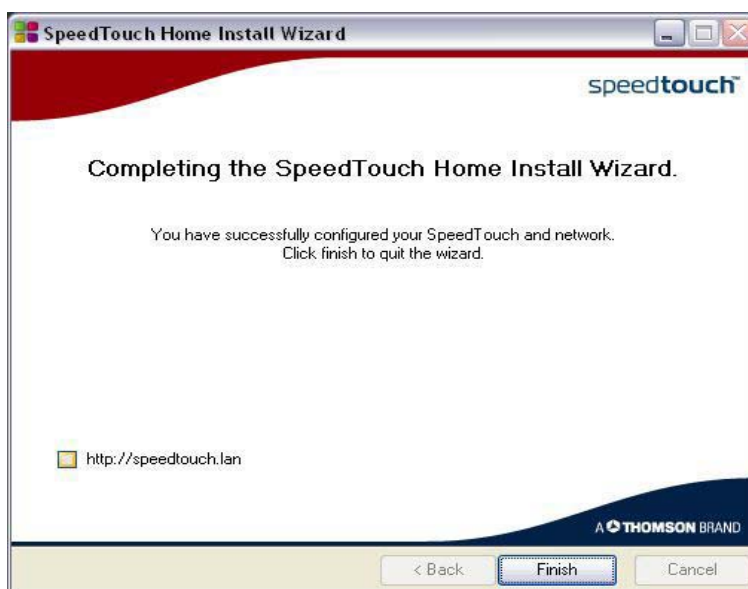 SpeedTouch Home Install Wizard
speedtouch™
Completing the SpeedTouch Home Install Wizard.
You have successfully configured your SpeedTouch and network.
Click finish to quit the wizard.
http://speedtouch.lan
A THOMSON BRAND
< Back
Finish
Cancel